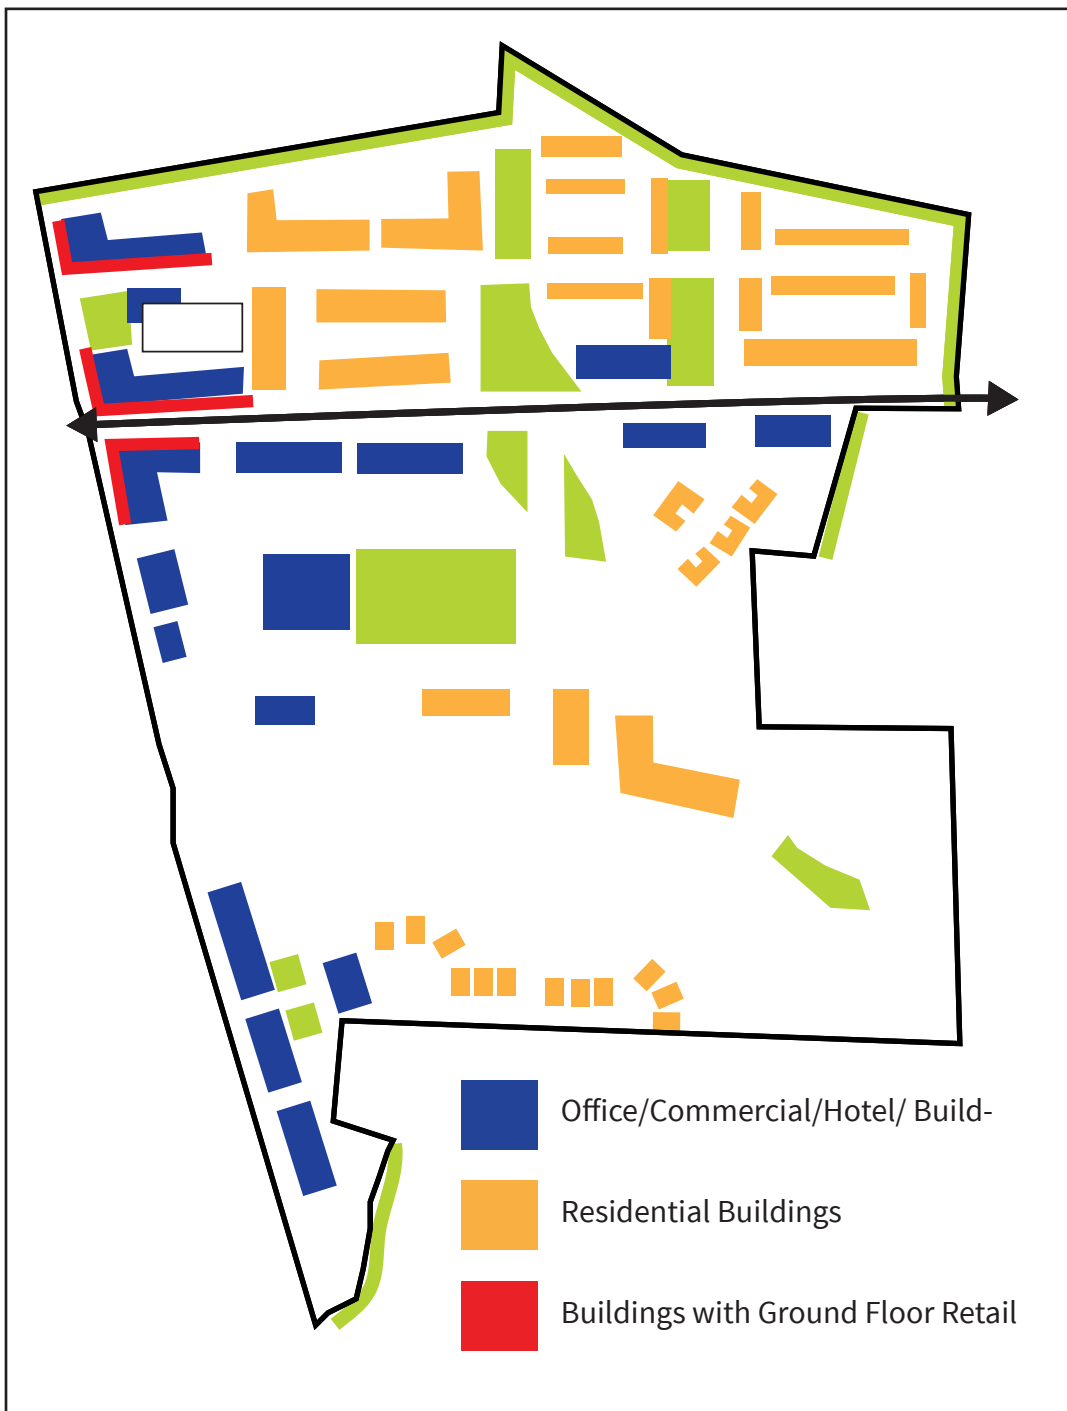 Office/Commercial/Hotel/ Build-
Residential Buildings
Buildings with Ground Floor Retail